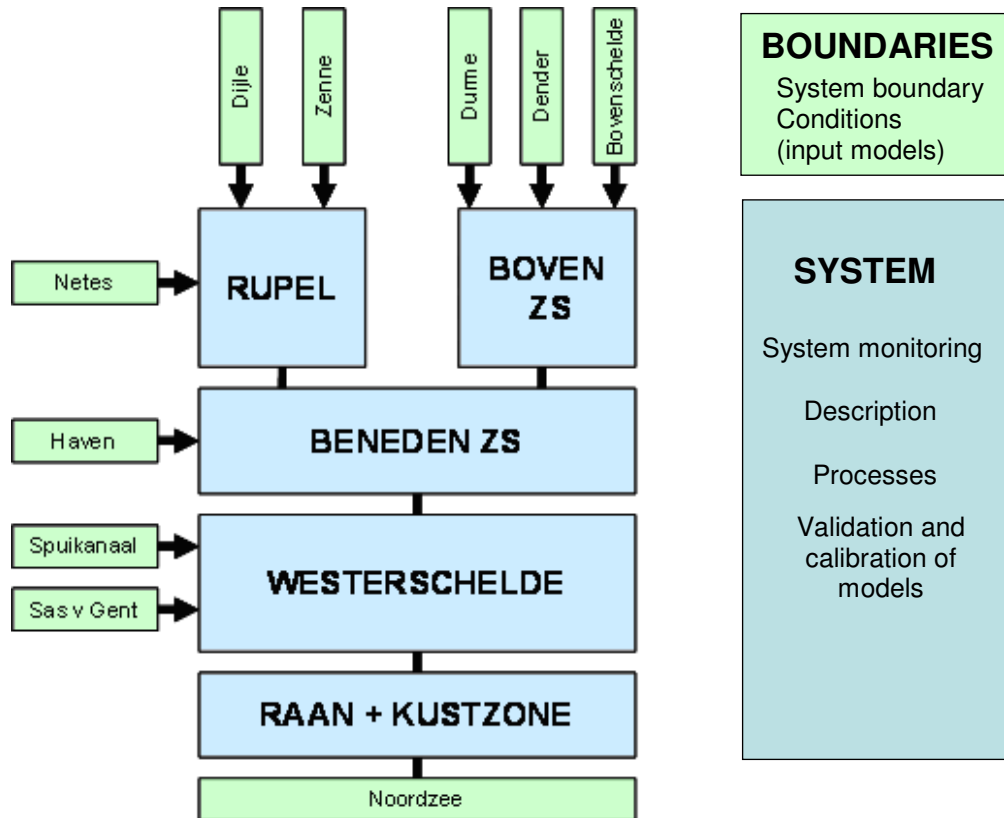 Dijle
Zenne
Durme
Dender
Bovenschelde
BOUNDARIES
System boundary
Conditions
(input models)
Netes
RUPEL
BOVEN
ZS
SYSTEM
System monitoring
Description
Processes
Validation and
calibration of
models
Haven
BENEDEN ZS
Spuikanaal
Sas v Gent
WESTERSCHELDE
RAAN + KUSTZONE
Noordzee